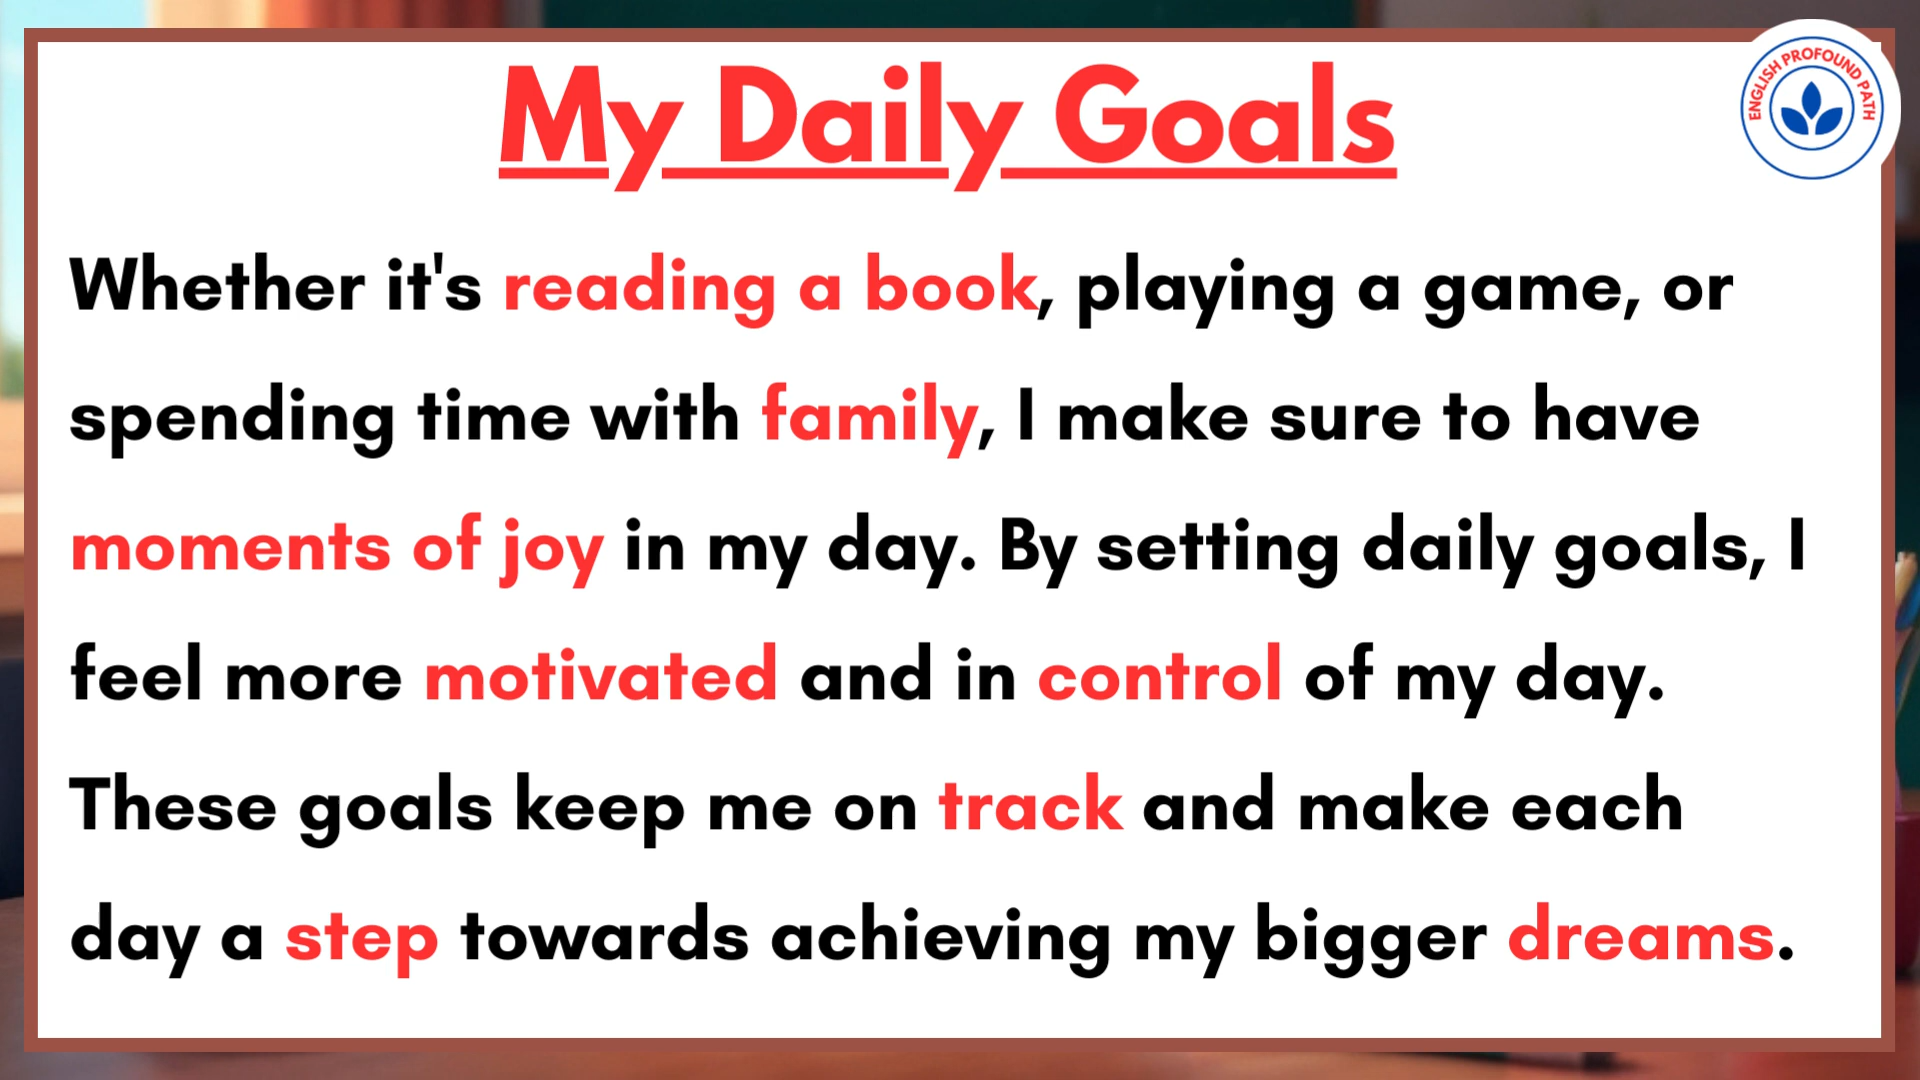 My Daily Goals
ENGLISH PROFOUND PATH
Whether it's reading a book, playing a game, or
spending time with family, I make sure to have
moments of joy in my day. By setting daily goals, I
feel more motivated and in control of my day.
These goals keep me on track and make each
day a step towards achieving my bigger dreams.